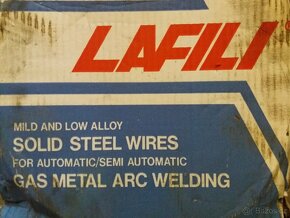 LAFILI
MILD AND LOW ALLOY
SOLID STEEL WIRES
FOR AUTOMATIC/SEMI AUTOMATIC
GAS METAL ARC WELDING